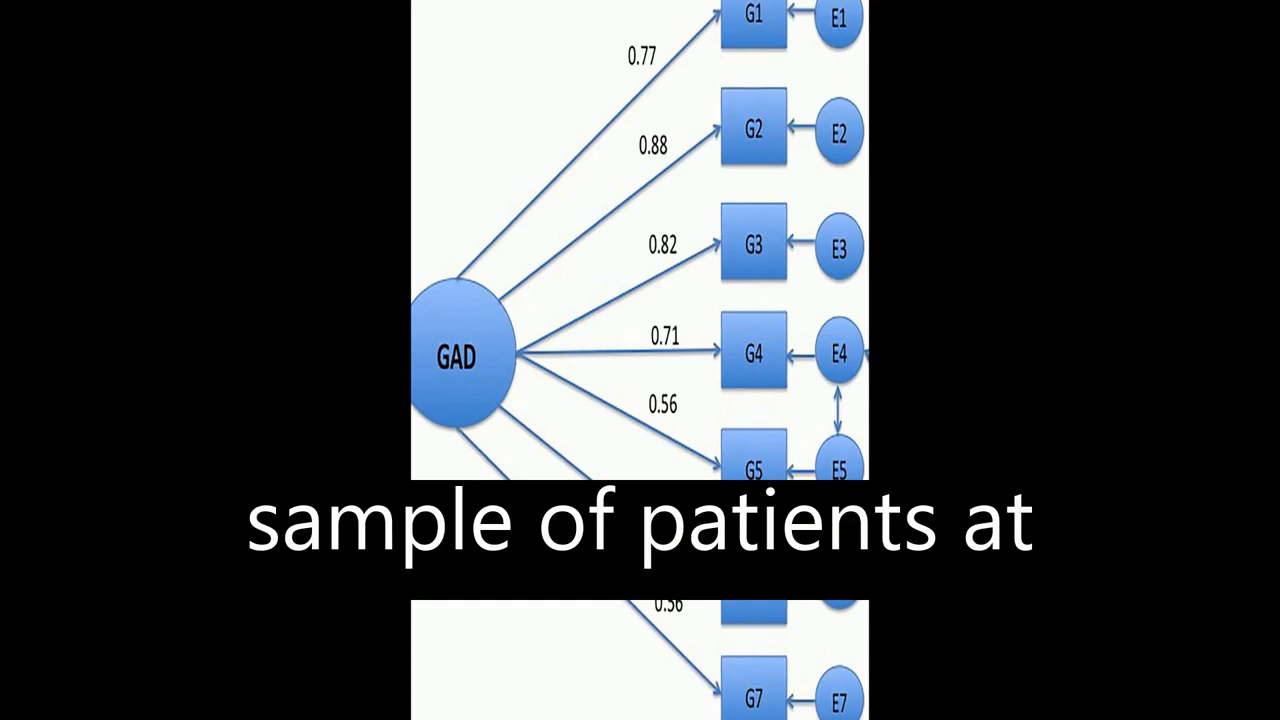 G1 E1
0.77
G2 E2
0.88
G3 E3
0.82
GAD
G4 E4
0.71
0.56
G5 E5
sample of patients at
0.56
G7 E7